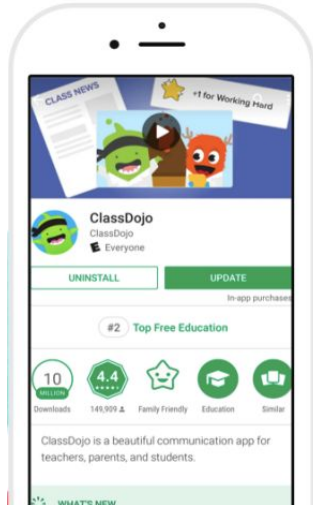 CLASS NEWS
+1 for Working Hard
ClassDojo
ClassDojo
E Everyone
UNINSTALL
UPDATE
In-app purchases
#2 Top Free Education
10
MILLION
4.4
Downloads
149,909
Family Friendly
Education
Similar
ClassDojo is a beautiful communication app for
teachers, parents, and students.
WHAT'S NEW